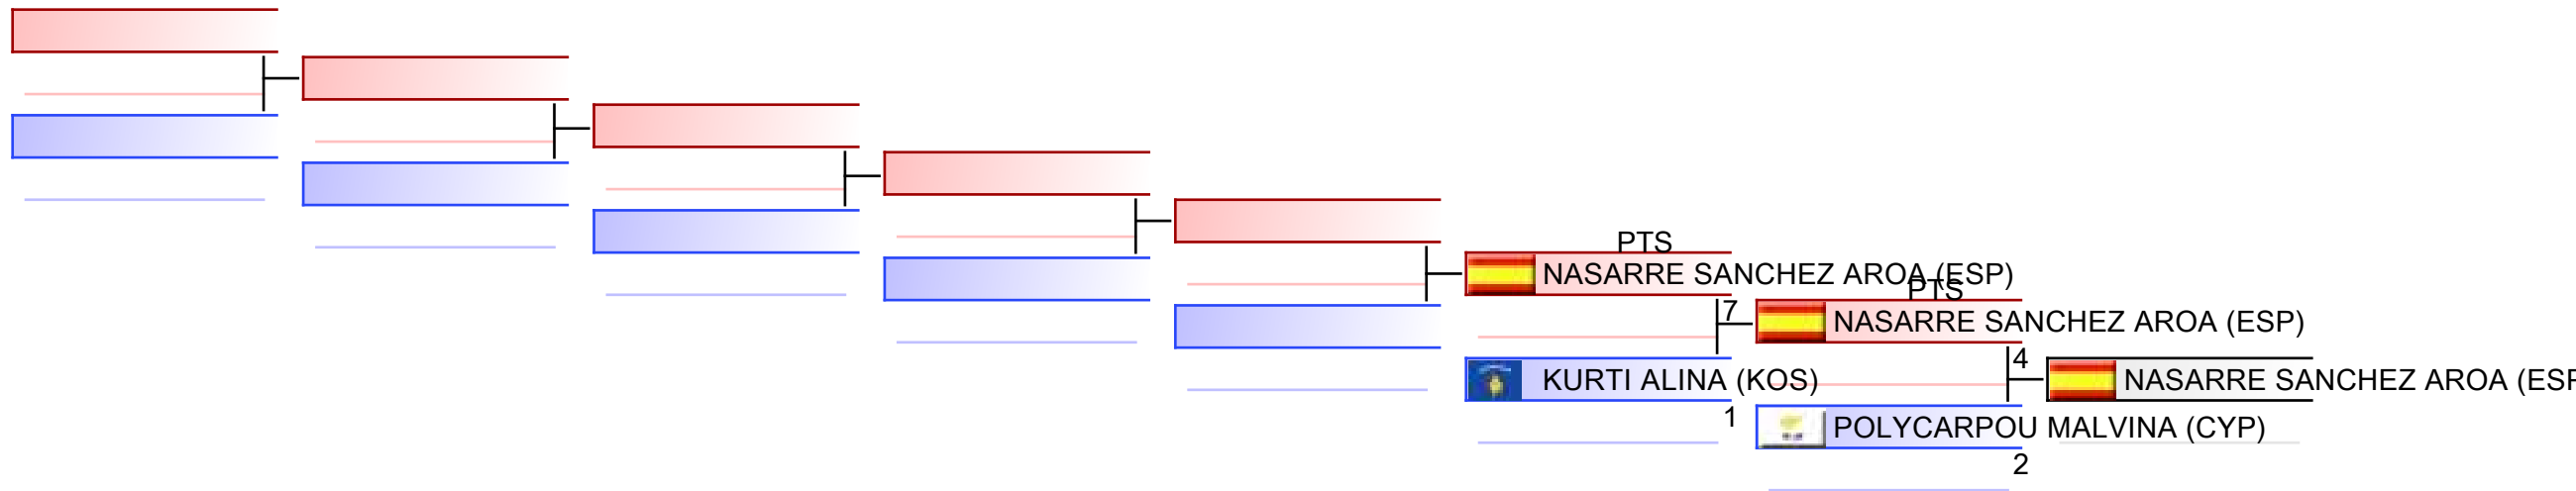 PTS
NASARRE SANCHEZ AROA (ESP)
PTS
7
NASARRE SANCHEZ AROA (ESP)
4
KURTI ALINA (KOS)
NASARRE SANCHEZ AROA (ESP
1
POLYCARPOU MALVINA (CYP)
2